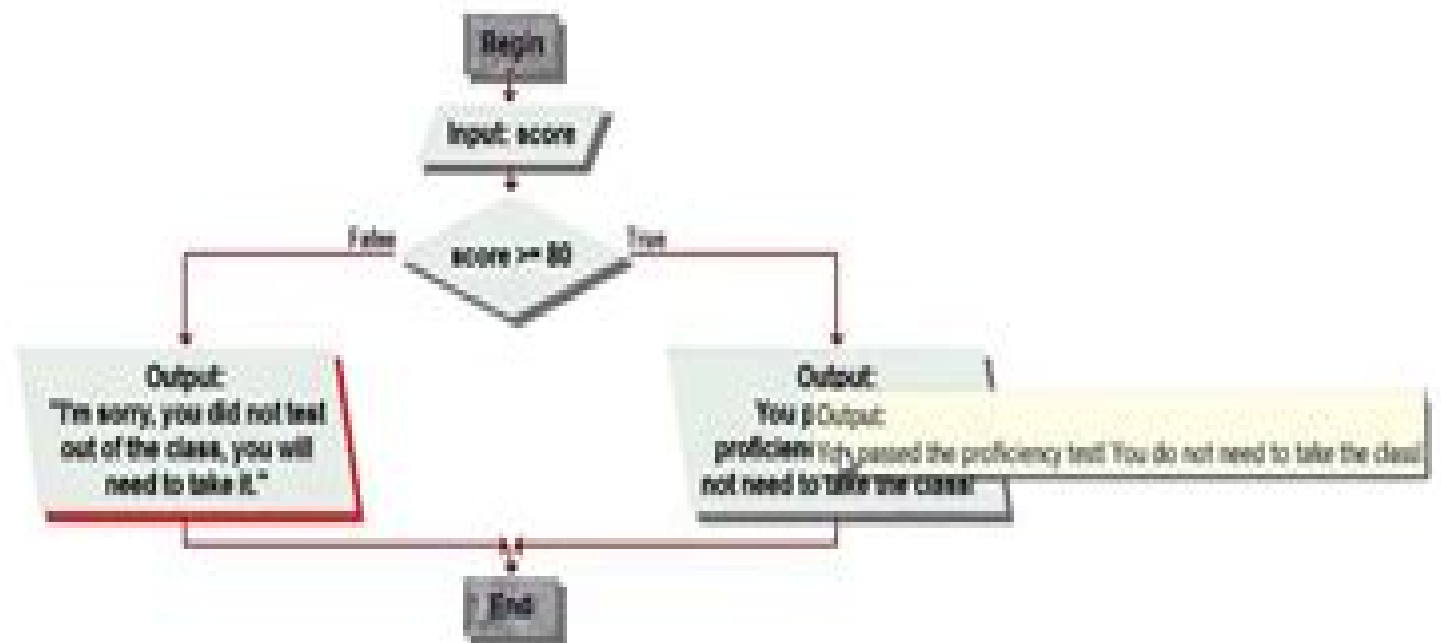 Begin
Input: score
False
score >= 80
True
Output:
"I'm sorry, you did not test
out of the class, you will
need to take it."
Output:
You p
proficien
not need to take the class!
Output:
You passed the proficiency test! You do not need to take the class!
End